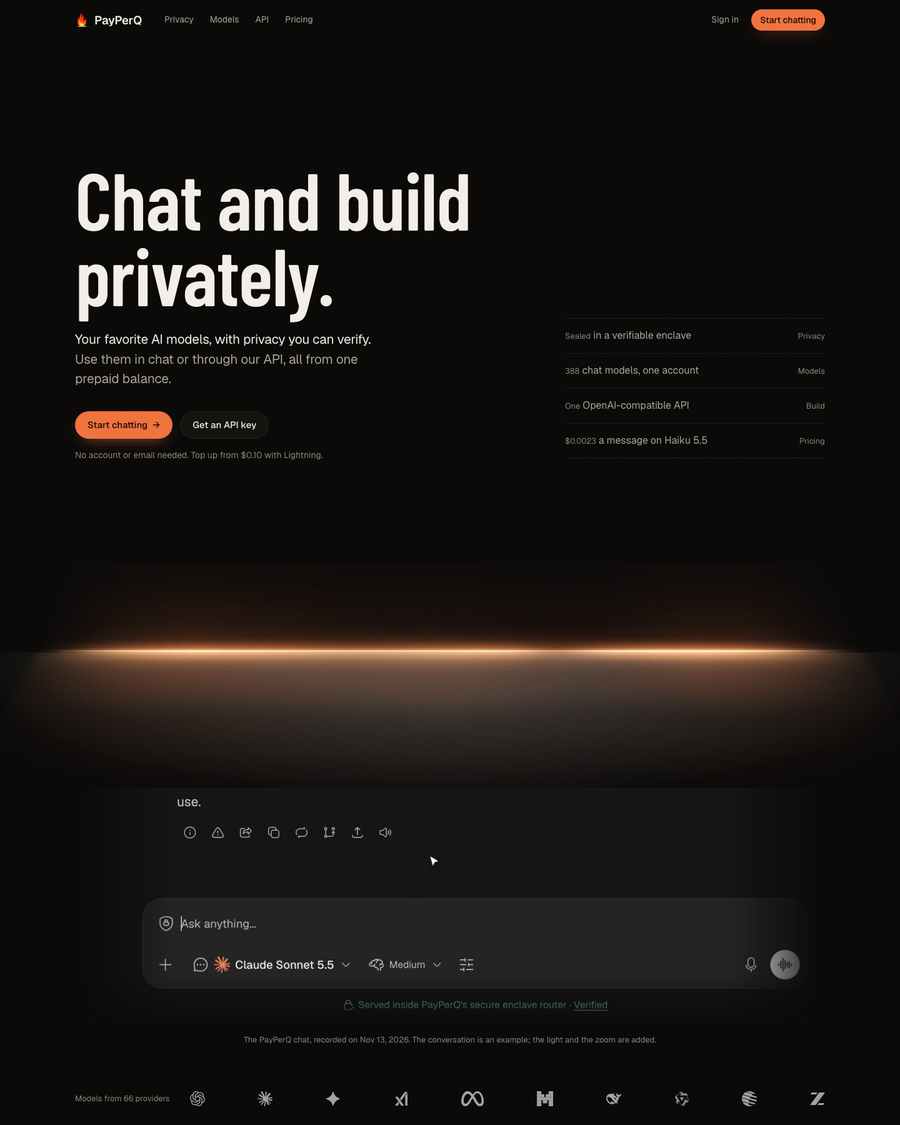 PayPerQ
Privacy
Models
API
Pricing
Sign in
Start chatting
Chat and build
privately.
Your favorite AI models, with privacy you can verify.
Use them in chat or through our API, all from one
prepaid balance.
Start chatting →
Get an API key
No account or email needed. Top up from $0.10 with Lightning.
Sealed in a verifiable enclave Privacy
388 chat models, one account Models
One OpenAI-compatible API Build
$0.0023 a message on Haiku 5.5 Pricing
use.
Ask anything...
Claude Sonnet 5.5
Medium
Served inside PayPerQ's secure enclave router · Verified
The PayPerQ chat, recorded on Nov 13, 2026. The conversation is an example; the light and the zoom are added.
Models from 66 providers